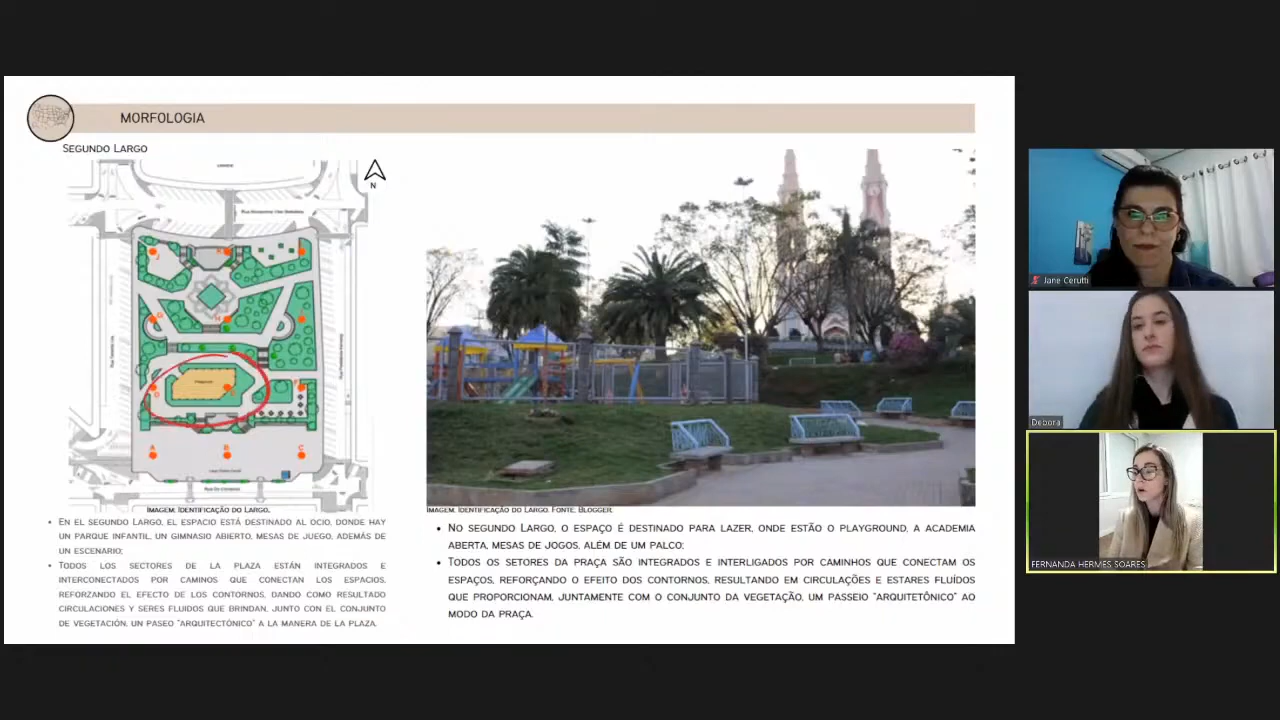 MORFOLOGIA
SEGUNDO LARGO
N
J
K
G
H
D
F
A
B
C
IMAGEM: IDENTIFICAÇÃO DO LARGO.
EN EL SEGUNDO LARGO, EL ESPACIO ESTÁ DESTINADO AL OCIO, DONDE HAY
UN PARQUE INFANTIL, UN GIMNASIO ABIERTO, MESAS DE JUEGO, ADEMÁS DE
UN ESCENARIO;
TODOS LOS SECTORES DE LA PLAZA ESTÁN INTEGRADOS E
INTERCONECTADOS POR CAMINOS QUE CONECTAN LOS ESPACIOS,
REFORZANDO EL EFECTO DE LOS CONTORNOS, DANDO COMO RESULTADO
CIRCULACIONES Y SERES FLUIDOS QUE BRINDAN, JUNTO CON EL CONJUNTO
DE VEGETACIÓN, UN PASEO "ARQUITECTÓNICO" A LA MANERA DE LA PLAZA.
IMAGEM: IDENTIFICAÇÃO DO LARGO. FONTE: BLOGGER.
NO SEGUNDO LARGO, O ESPAÇO É DESTINADO PARA LAZER, ONDE ESTÃO O PLAYGROUND, A ACADEMIA
ABERTA, MESAS DE JOGOS, ALÉM DE UM PALCO;
TODOS OS SETORES DA PRAÇA SÃO INTEGRADOS E INTERLIGADOS POR CAMINHOS QUE CONECTAM OS
ESPAÇOS, REFORÇANDO O EFEITO DOS CONTORNOS, RESULTANDO EM CIRCULAÇÕES E ESTARES FLUÍDOS
QUE PROPORCIONAM, JUNTAMENTE COM O CONJUNTO DA VEGETAÇÃO, UM PASSEIO "ARQUITETÔNICO" AO
MODO DA PRAÇA.
Jane Cerutti
Debora
FERNANDA HERMES SOARES